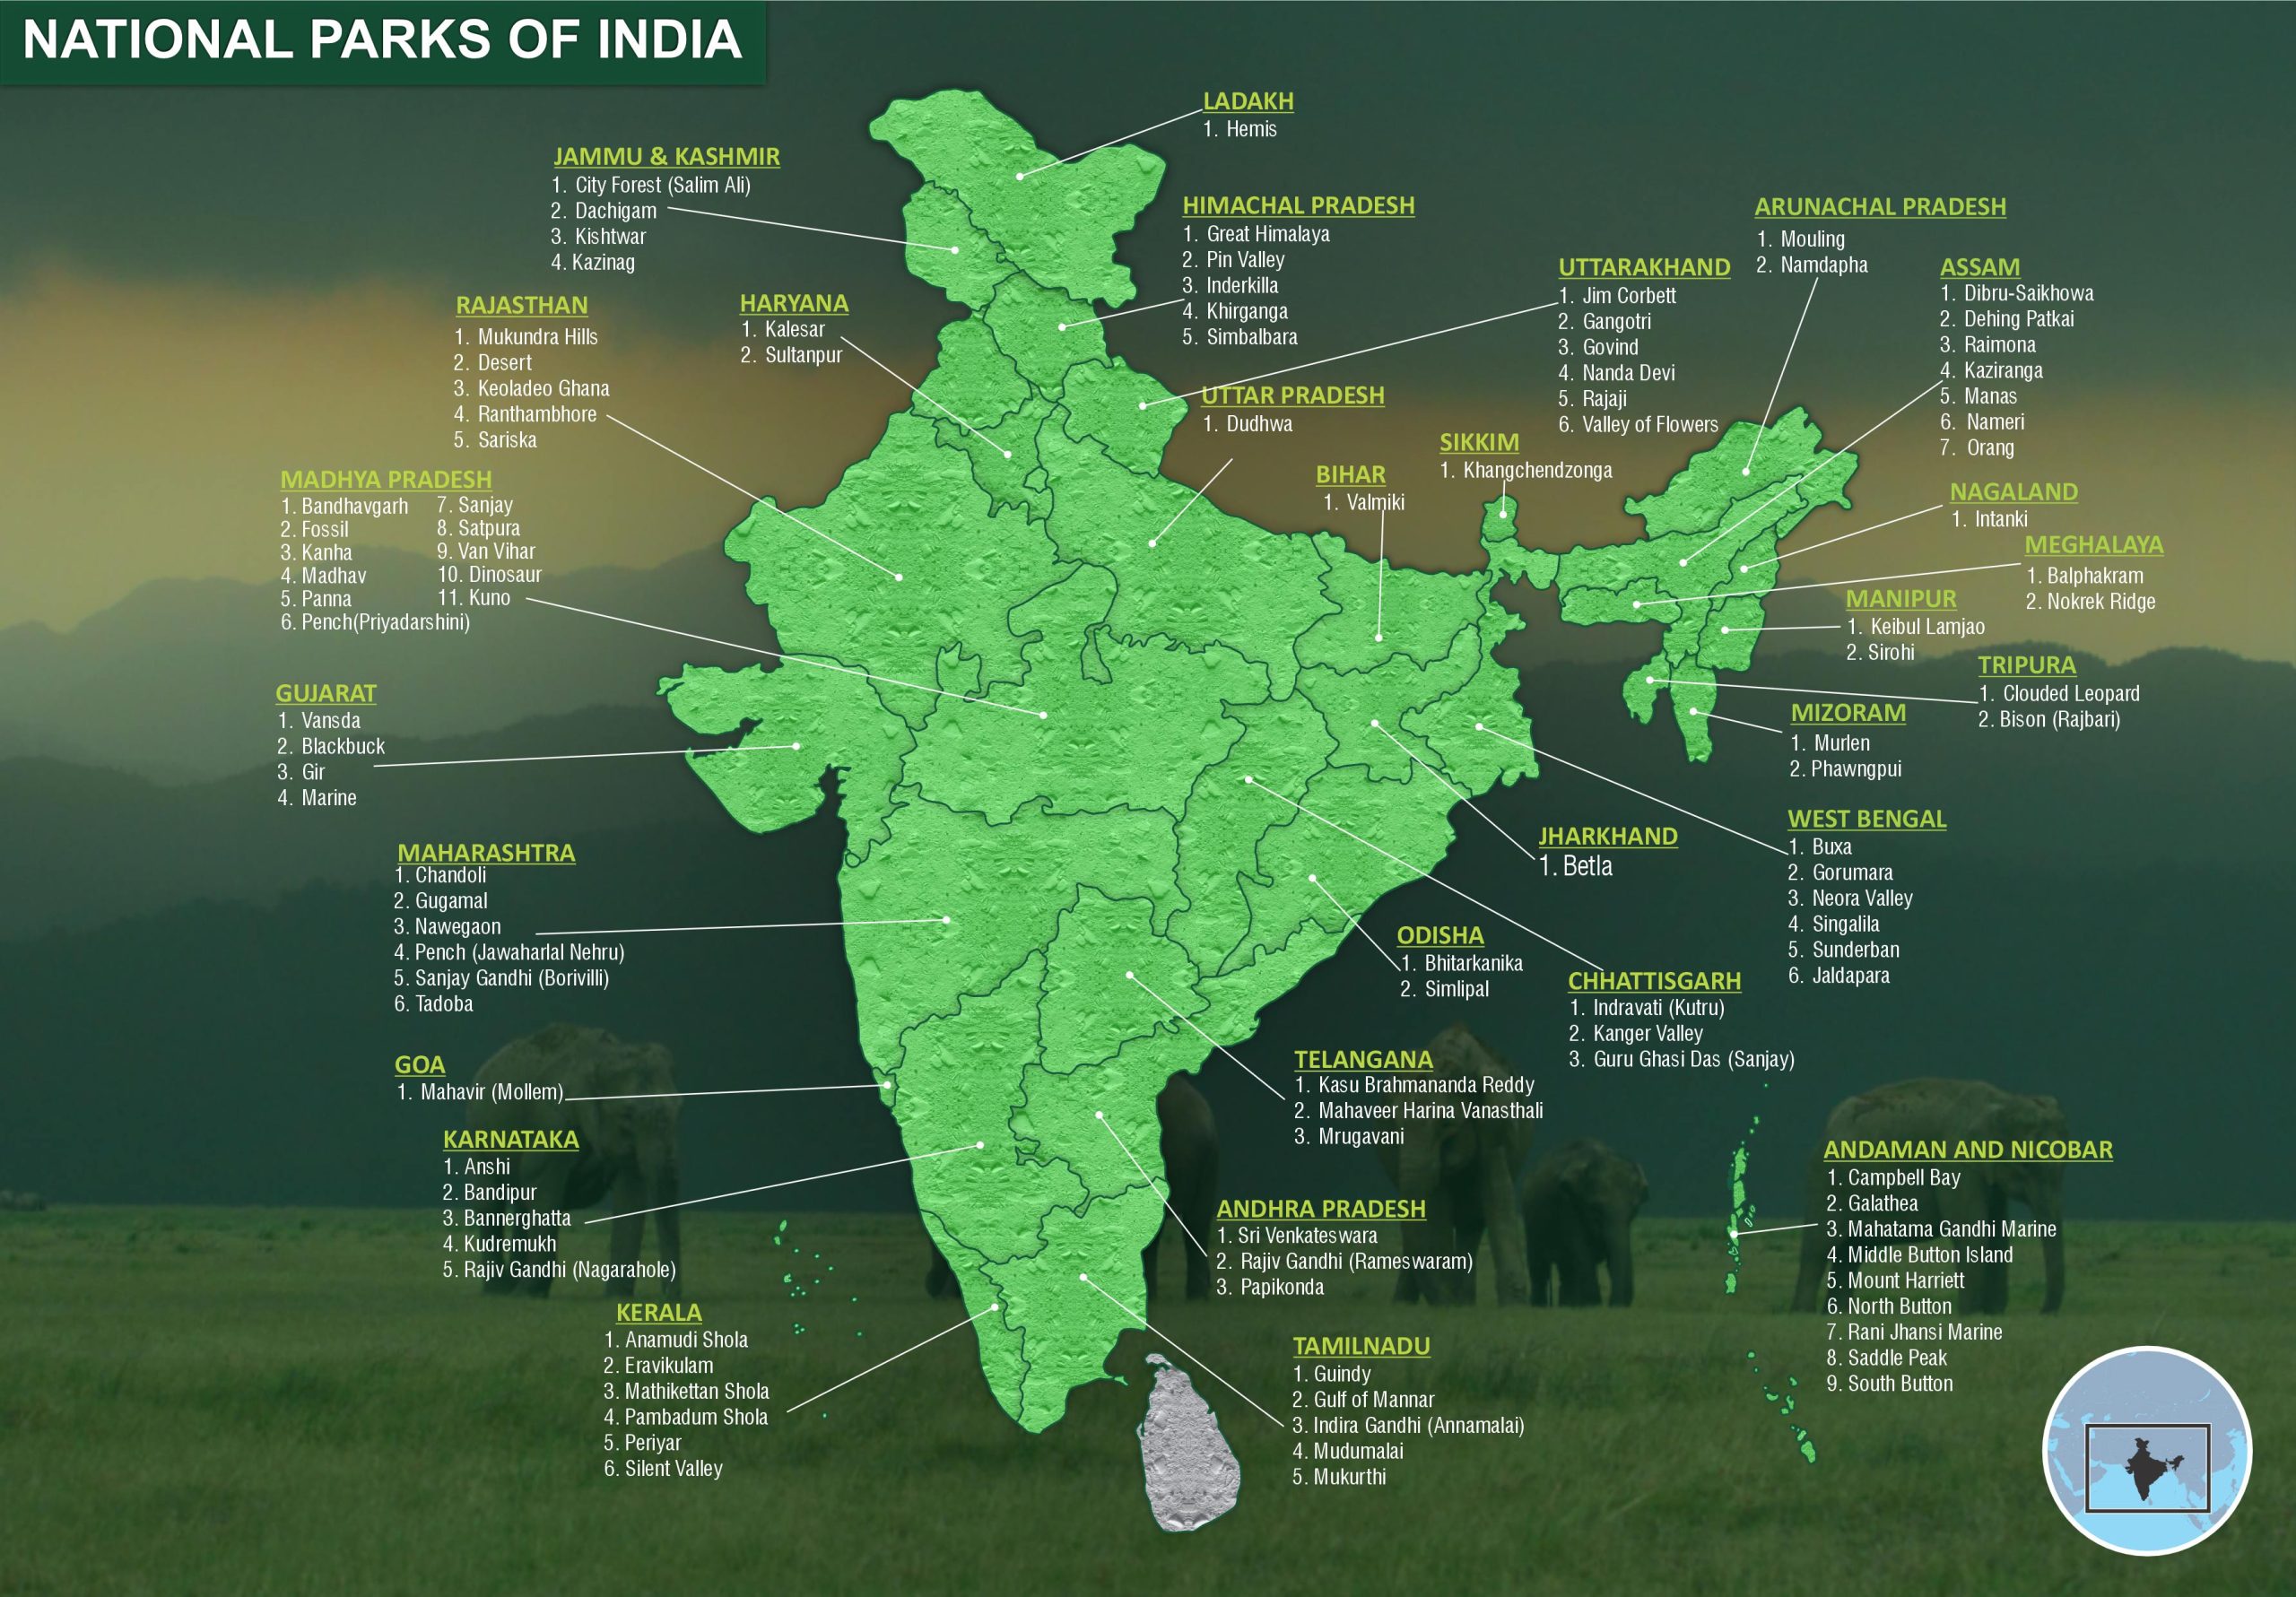 NATIONAL PARKS OF INDIA
LADAKH
1. Hemis
JAMMU & KASHMIR
1. City Forest (Salim Ali)
2. Dachigam
3. Kishtwar
4. Kazinag
HIMACHAL PRADESH
1. Great Himalaya
2. Pin Valley
3. Inderkilla
4. Khirganga
5. Simbalbara
ARUNACHAL PRADESH
1. Mouling
2. Namdapha
UTTARAKHAND
1. Jim Corbett
2. Gangotri
3. Govind
4. Nanda Devi
5. Rajaji
6. Valley of Flowers
ASSAM
1. Dibru-Saikhowa
2. Dehing Patkai
3. Raimona
4. Kaziranga
5. Manas
6. Nameri
7. Orang
RAJASTHAN
1. Mukundra Hills
2. Desert
3. Keoladeo Ghana
4. Ranthambhore
5. Sariska
HARYANA
1. Kalesar
2. Sultanpur
UTTAR PRADESH
1. Dudhwa
SIKKIM
1. Khangchendzonga
BIHAR
1. Valmiki
MADHYA PRADESH
1. Bandhavgarh
2. Fossil
3. Kanha
4. Madhav
5. Panna
6. Pench(Priyadarshini)
7. Sanjay
8. Satpura
9. Van Vihar
10. Dinosaur
11. Kuno
NAGALAND
1. Intanki
MEGHALAYA
1. Balphakram
2. Nokrek Ridge
MANIPUR
1. Keibul Lamjao
2. Sirohi
TRIPURA
1. Clouded Leopard
2. Bison (Rajbari)
MIZORAM
1. Murlen
2. Phawngpui
GUJARAT
1. Vansda
2. Blackbuck
3. Gir
4. Marine
WEST BENGAL
1. Buxa
2. Gorumara
3. Neora Valley
4. Singalila
5. Sunderban
6. Jaldapara
JHARKHAND
1. Betla
MAHARASHTRA
1. Chandoli
2. Gugamal
3. Nawegaon
4. Pench (Jawaharlal Nehru)
5. Sanjay Gandhi (Borivilli)
6. Tadoba
ODISHA
1. Bhitarkanika
2. Simlipal
CHHATTISGARH
1. Indravati (Kutru)
2. Kanger Valley
3. Guru Ghasi Das (Sanjay)
GOA
1. Mahavir (Mollem)
TELANGANA
1. Kasu Brahmananda Reddy
2. Mahaveer Harina Vanasthali
3. Mrugavani
KARNATAKA
1. Anshi
2. Bandipur
3. Bannerghatta
4. Kudremukh
5. Rajiv Gandhi (Nagarahole)
ANDAMAN AND NICOBAR
1. Campbell Bay
2. Galathea
3. Mahatama Gandhi Marine
4. Middle Button Island
5. Mount Harriett
6. North Button
7. Rani Jhansi Marine
8. Saddle Peak
9. South Button
ANDHRA PRADESH
1. Sri Venkateswara
2. Rajiv Gandhi (Rameswaram)
3. Papikonda
KERALA
1. Anamudi Shola
2. Eravikulam
3. Mathikettan Shola
4. Pambadum Shola
5. Periyar
6. Silent Valley
TAMILNADU
1. Guindy
2. Gulf of Mannar
3. Indira Gandhi (Annamalai)
4. Mudumalai
5. Mukurthi